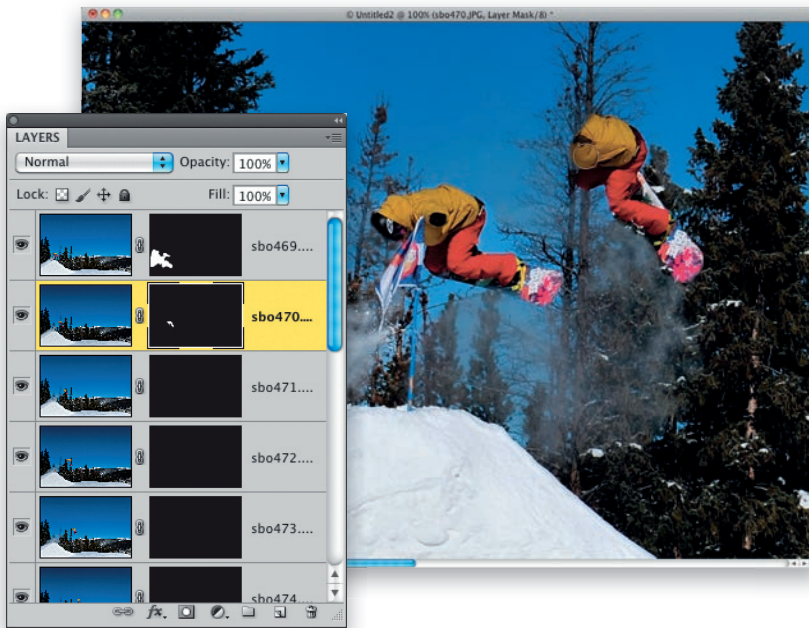 © Untitled2 @ 100% (sbo470.JPG, Layer Mask/8) *
LAYERS
Normal Opacity: 100%
Lock: Fill: 100%
sbo469....
sbo470....
sbo471....
sbo472....
sbo473....
sbo474....
fx.